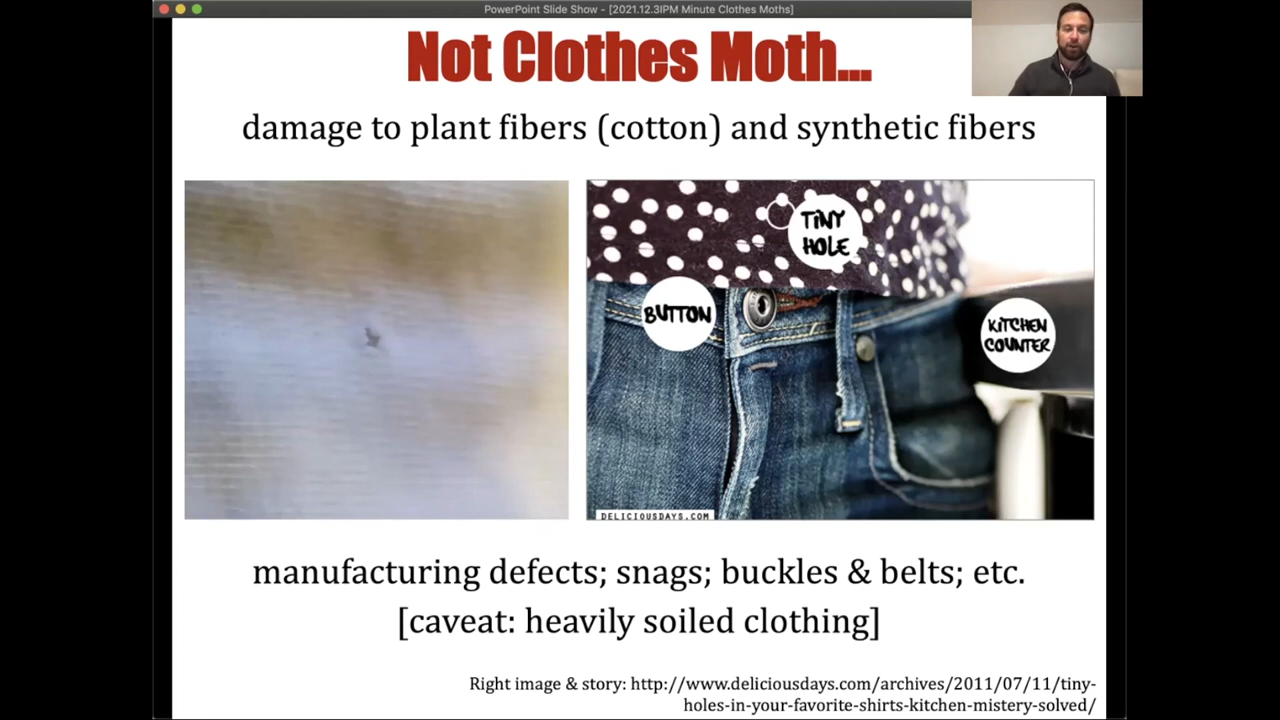 PowerPoint Slide Show - [2021.12.3IPM Minute Clothes Moths]
Not Clothes Moth...
damage to plant fibers (cotton) and synthetic fibers
TiNY
HOLE
BUTTON
KiTCHEN
COUNTER
DELICIOUSDAYS.COM
manufacturing defects; snags; buckles & belts; etc.
[caveat: heavily soiled clothing]
Right image & story: http://www.deliciousdays.com/archives/2011/07/11/tiny-
holes-in-your-favorite-shirts-kitchen-mistery-solved/